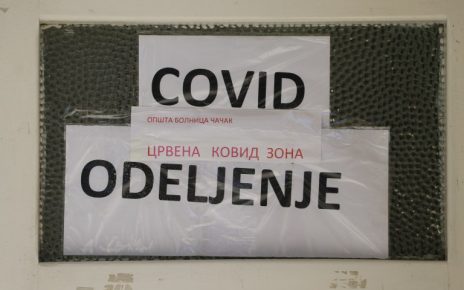 COVID
ОПШТА БОЛНИЦА ЧАЧАК
ЦРВЕНА КОВИД ЗОНА
ODELJENJE